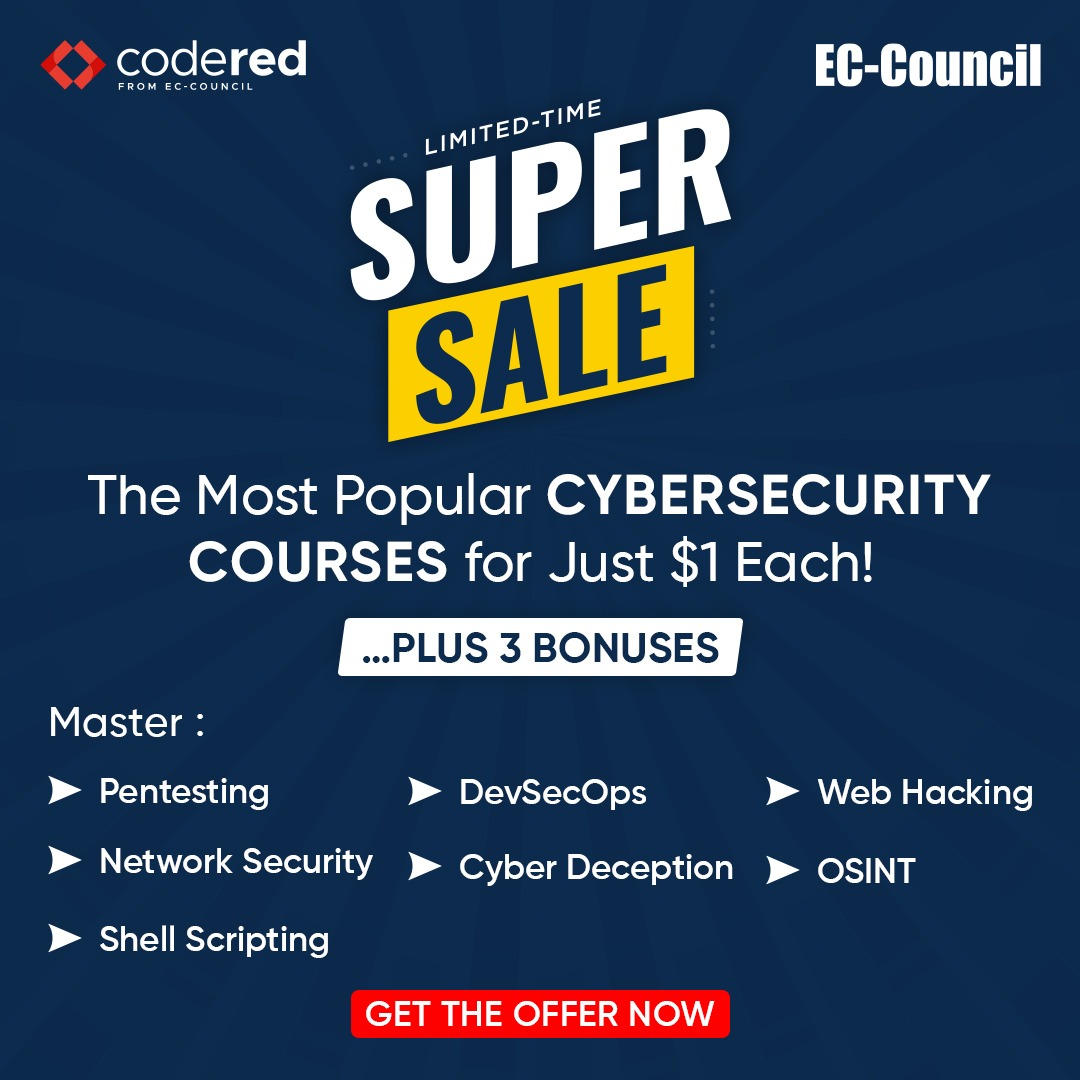 codered
FROM EC-COUNCIL
EC-Council
LIMITED-TIME
SUPER
SALE
The Most Popular CYBERSECURITY
COURSES for Just $1 Each!
...PLUS 3 BONUSES
Master :
Pentesting
DevSecOps
Web Hacking
Network Security
Cyber Deception
OSINT
Shell Scripting
GET THE OFFER NOW